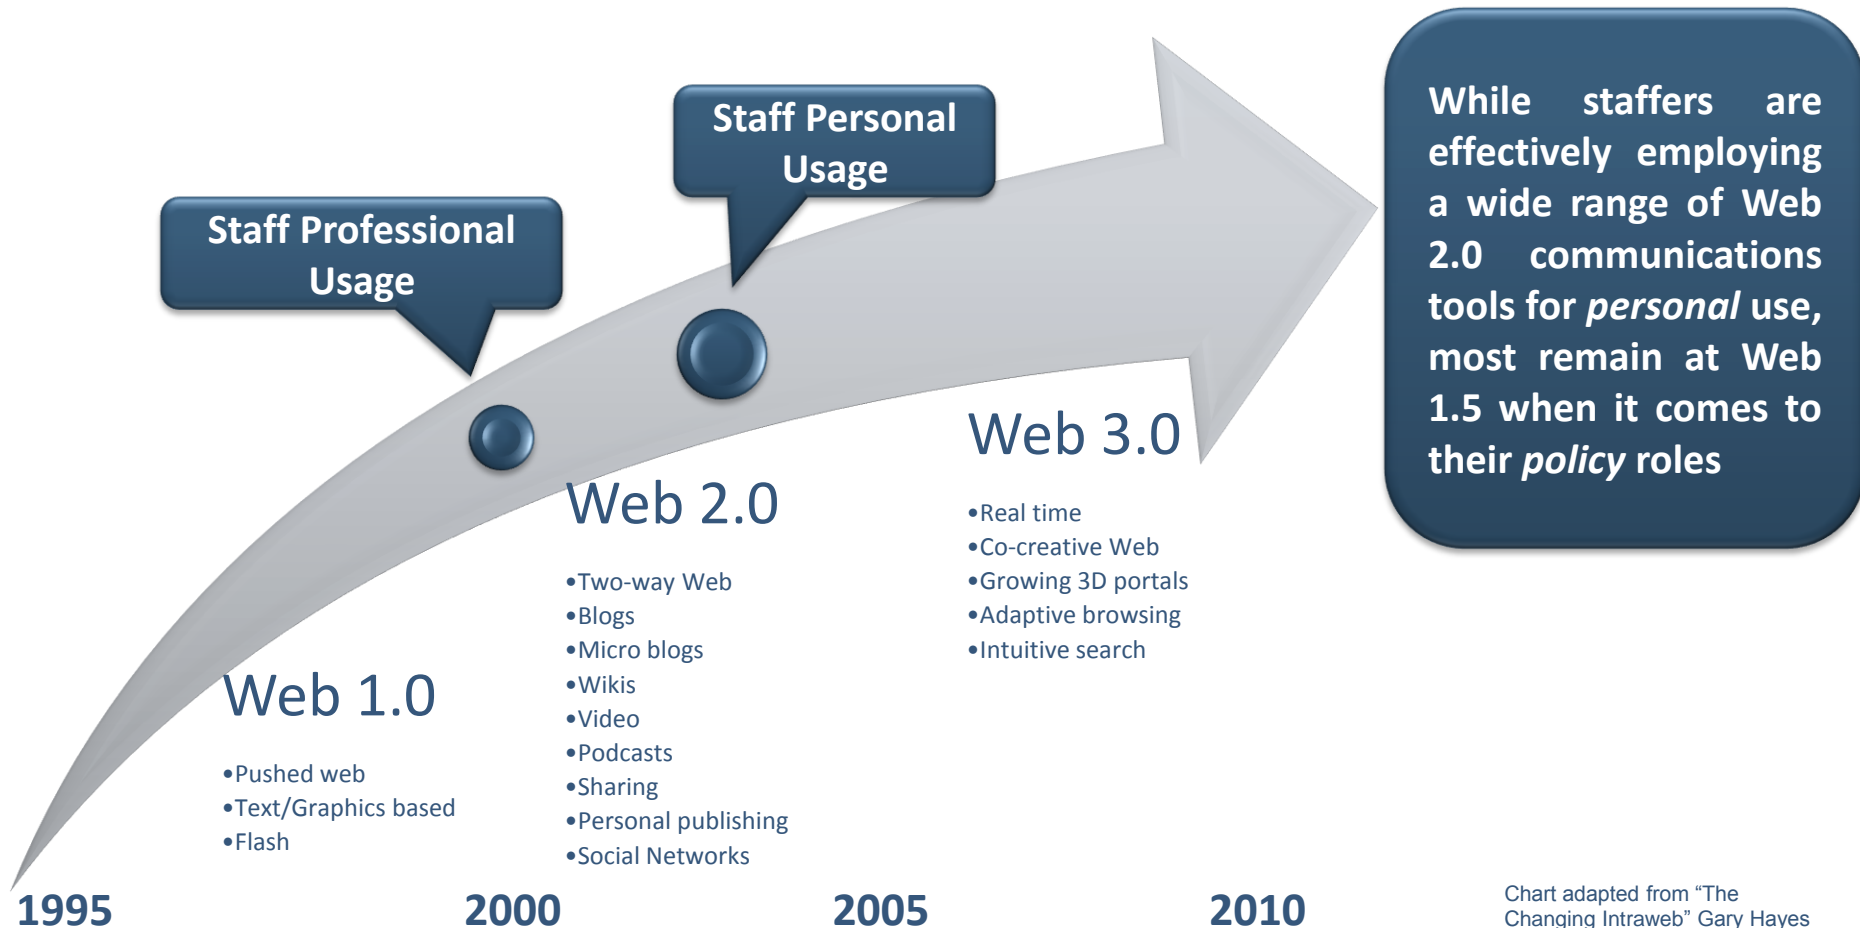 Staff Personal
Usage
Staff Professional
Usage
While staffers are
effectively employing
a wide range of Web
2.0 communications
tools for personal use,
most remain at Web
1.5 when it comes to
their policy roles
Web 1.0
•Pushed web
•Text/Graphics based
•Flash
Web 2.0
•Two-way Web
•Blogs
•Micro blogs
•Wikis
•Video
•Podcasts
•Sharing
•Personal publishing
•Social Networks
Web 3.0
•Real time
•Co-creative Web
•Growing 3D portals
•Adaptive browsing
•Intuitive search
1995
2000
2005
2010
Chart adapted from “The
Changing Intraweb” Gary Hayes